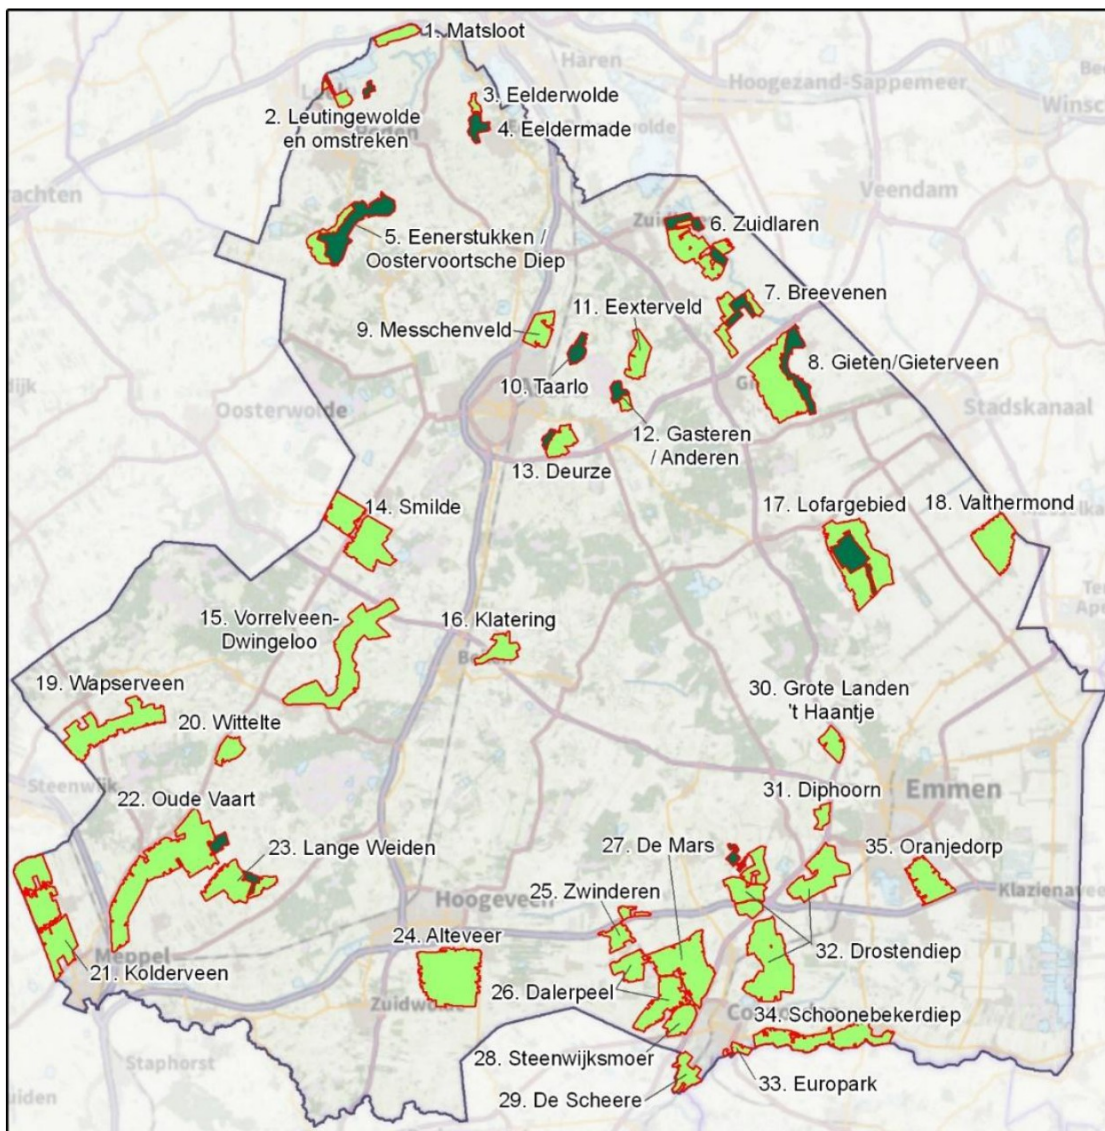 1. Matsloot
Haren
Hoogezand-Sappemeer
2. Leutingewolde
en omstreken
3. Eelderwolde
4. Eeldermade
Veendam
5. Eenerstukken /
Oostervoortsche Diep
6. Zuidlaren
7. Breevenen
8. Gieten/Gieterveen
9. Messchenveld
10. Taarlo
11. Eexterveld
12. Gasteren
/ Anderen
13. Deurze
Oosterwolde
Stadskanaal
14. Smilde
15. Vorrelveen-
Dwingeloo
16. Klatering
17. Lofargebied
18. Valthermond
19. Wapserveen
20. Wittelte
Steenwijk
30. Grote Landen
't Haantje
Emmen
31. Diphoorn
22. Oude Vaart
23. Lange Weiden
27. De Mars
35. Oranjedorp
Hoogeveen
25. Zwinderen
24. Alteveer
Meppel
21. Kolderveen
26. Dalerpeel
32. Drostendiep
34. Schoonebekerdiep
28. Steenwijksmoer
33. Europark
29. De Scheere
Staphorst